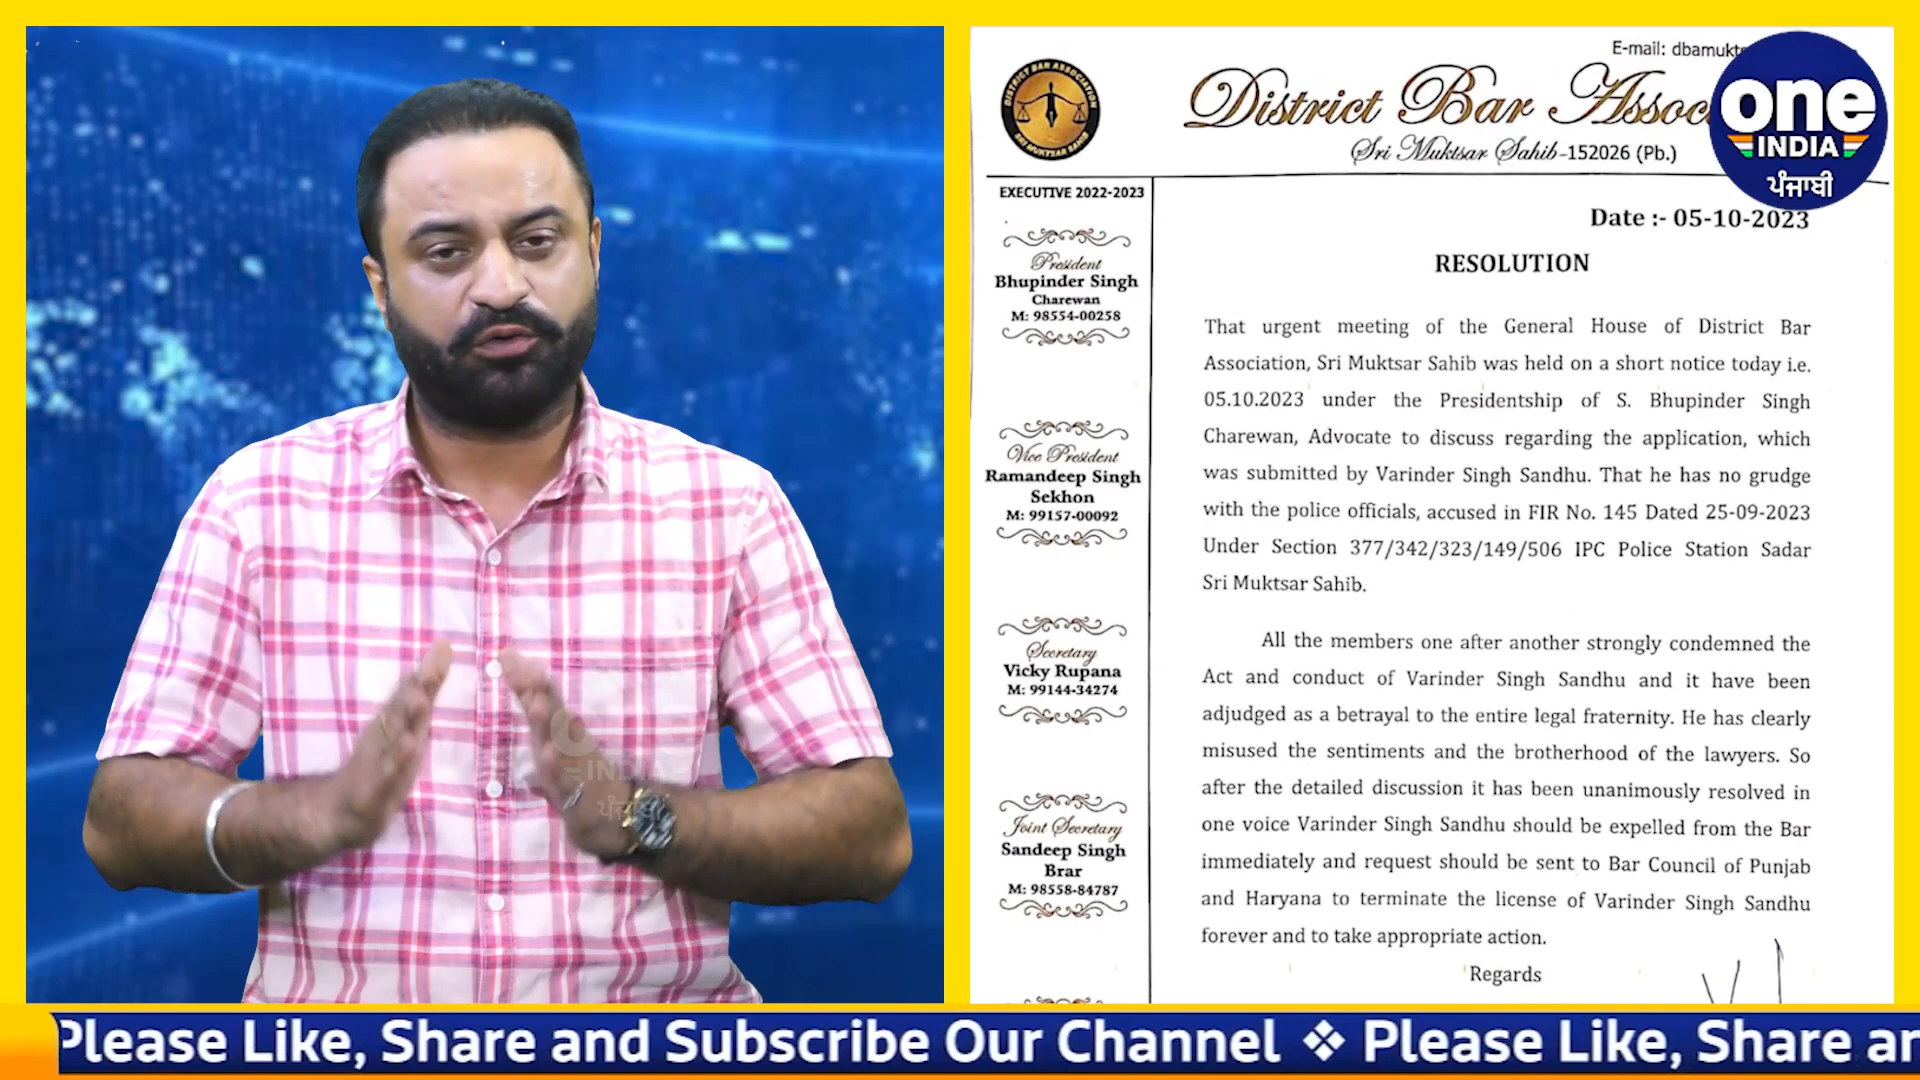 E-mail: 
District Bar
Sri Muktsar Sahib-152026 (Pb.)
DISTRICT BAR ASSOCIATION
SRI MUKTSAR SAHIB
one
INDIA
ਪੰਜਾਬੀ
EXECUTIVE 2022-2023
President
Bhupinder Singh
Charewan
M: 98554-00258
Vice President
Ramandeep Singh
Sekhon
M: 99157-00092
Secretary
Vicky Rupana
M: 99144-34274
Joint Secretary
Sandeep Singh
Brar
M: 98558-84787
Date :- 05-10-2023
RESOLUTION
That urgent meeting of the General House of District Bar
Association, Sri Muktsar Sahib was held on a short notice today i.e.
05.10.2023 under the Presidentship of S. Bhupinder Singh
Charewan, Advocate to discuss regarding the application, which
was submitted by Varinder Singh Sandhu. That he has no grudge
with the police officials, accused in FIR No. 145 Dated 25-09-2023
Under Section 377/342/323/149/506 IPC Police Station Sadar
Sri Muktsar Sahib.
All the members one after another strongly condemned the
Act and conduct of Varinder Singh Sandhu and it have been
adjudged as a betrayal to the entire legal fraternity. He has clearly
misused the sentiments and the brotherhood of the lawyers. So
after the detailed discussion it has been unanimously resolved in
one voice Varinder Singh Sandhu should be expelled from the Bar
immediately and request should be sent to Bar Council of Punjab
and Haryana to terminate the license of Varinder Singh Sandhu
forever and to take appropriate action.
Regards
one
INDIA
ਪੰਜਾਬੀ
Please Like, Share and Subscribe Our Channel ❖ Please Like, Share